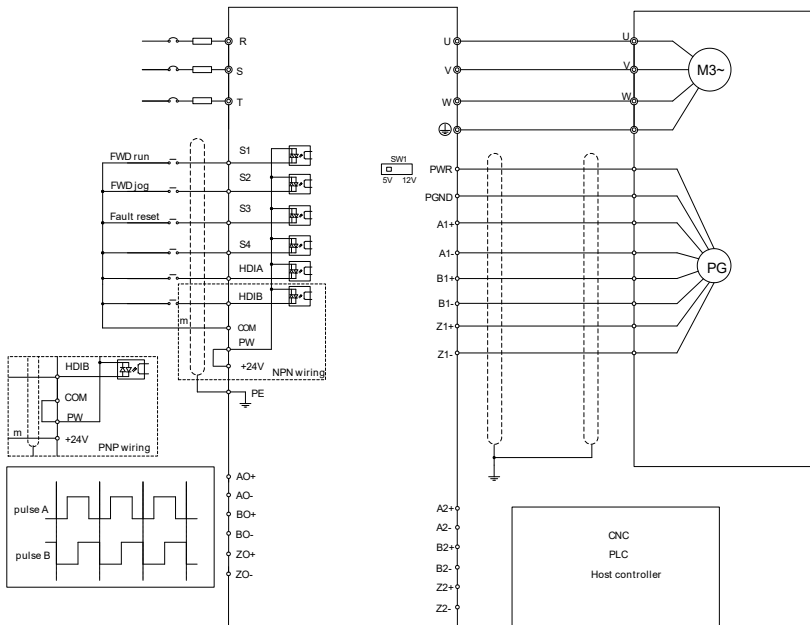 R
S
T
U
V
W
U
V
W
M3~
FWD run
FWD jog
Fault reset
S1
S2
S3
S4
HDIA
HDIB
m
COM
PW
+24V
NPN wiring
PE
SW1
5V 12V
PWR
PGND
A1+
A1-
B1+
B1-
Z1+
Z1-
PG
HDIB
COM
PW
m
+24V
PNP wiring
pulse A
pulse B
AO+
AO-
BO+
BO-
ZO+
ZO-
A2+
A2-
B2+
B2-
Z2+
Z2-
CNC
PLC
Host controller